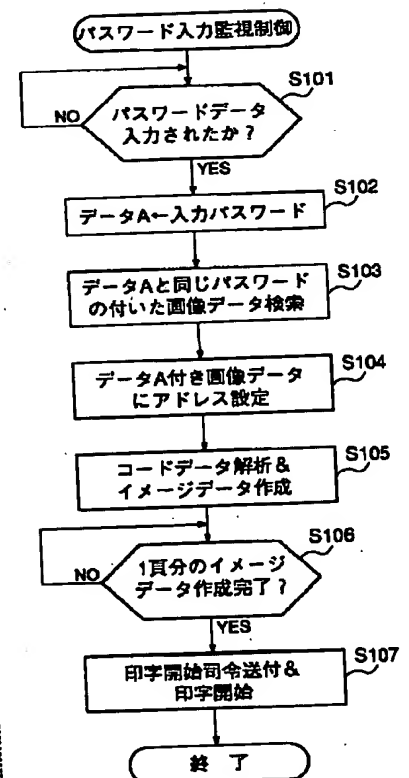 パスワード入力監視制御
S101
パスワードデータ
入力されたか？
NO
YES
S102
データA←入力パスワード
S103
データAと同じパスワード
の付いた画像データ検索
S104
データA付き画像データ
にアドレス設定
S105
コードデータ解析＆
イメージデータ作成
S106
1頁分のイメージ
データ作成完了？
NO
YES
S107
印字開始司令送付＆
印字開始
終 了